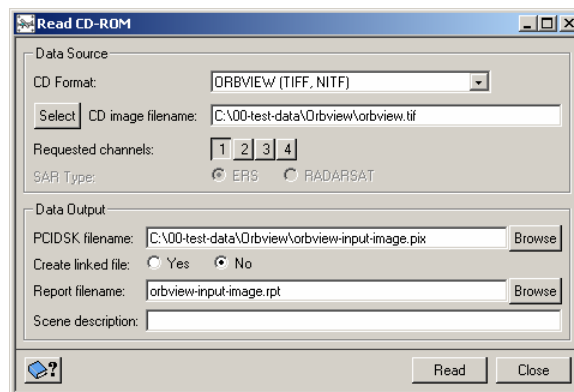 Read CD-ROM
Data Source
CD Format: ORBVIEW (TIFF, NITF)
Select CD image filename: C:\00-test-data\Orbview\orbview.tif
Requested channels: 1 2 3 4
SAR Type: ERS RADARSAT
Data Output
PCIDSK filename: C:\00-test-data\Orbview\orbview-input-image.pix Browse
Create linked file: Yes No
Report filename: orbview-input-image.rpt Browse
Scene description:
? Read Close